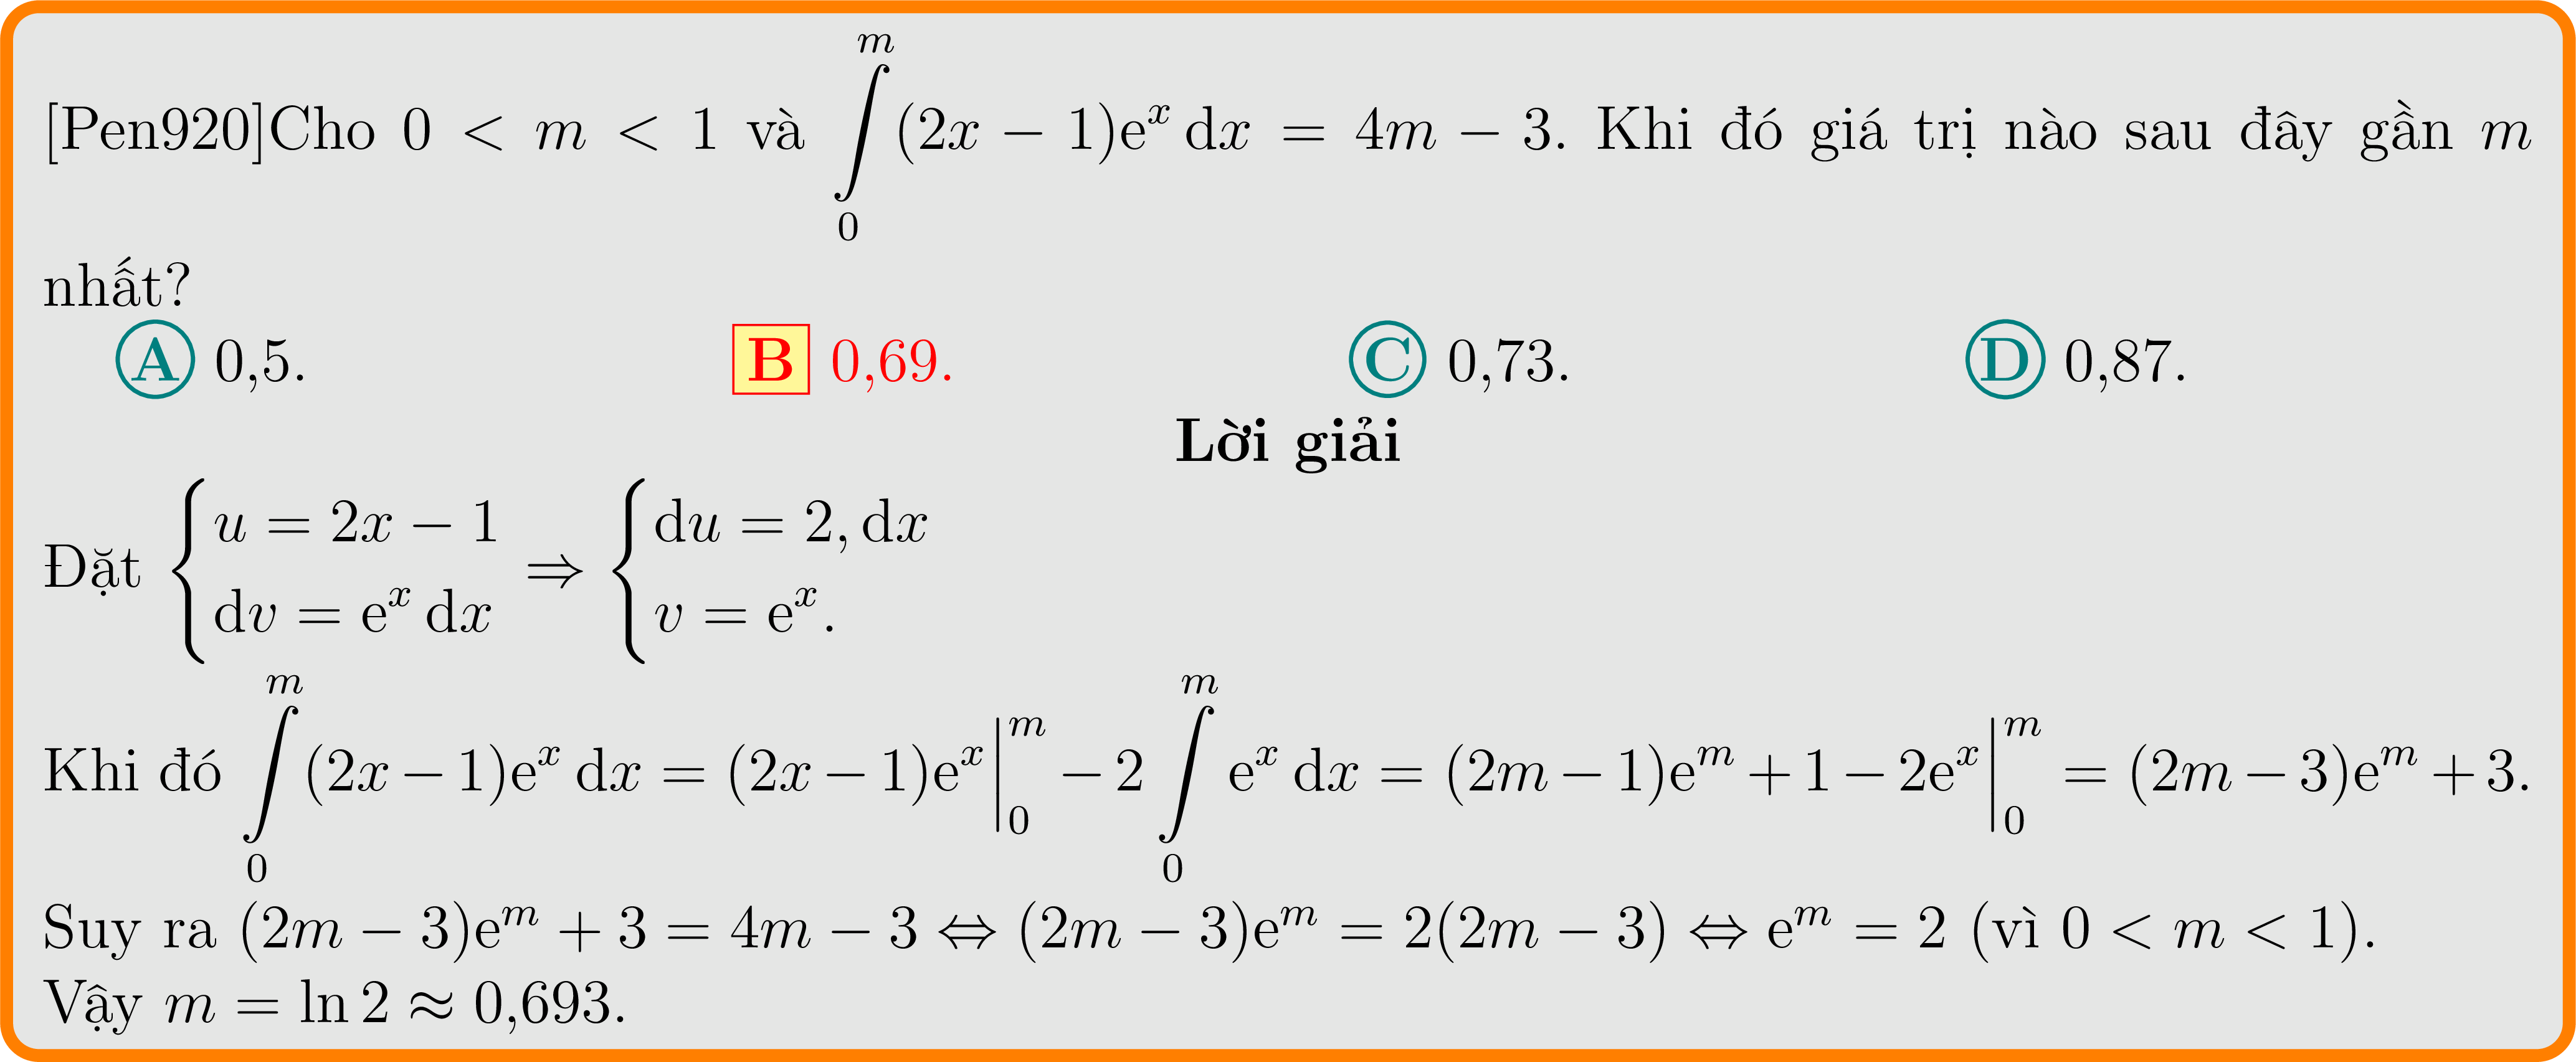 [Pen920]Cho $0 < m < 1$ và $\int\limits_0^m (2x - 1)\mathrm{e}^x \,\mathrm{d}x = 4m - 3$. Khi đó giá trị nào sau đây gần $m$
nhất?
A 0,5. B 0,69. C 0,73. D 0,87.
Lời giải
Đặt $\begin{cases} u = 2x - 1 \\ \mathrm{d}v = \mathrm{e}^x \,\mathrm{d}x \end{cases} \Rightarrow \begin{cases} \mathrm{d}u = 2, \mathrm{d}x \\ v = \mathrm{e}^x. \end{cases}$
Khi đó $\int\limits_0^m (2x - 1)\mathrm{e}^x \,\mathrm{d}x = (2x - 1)\mathrm{e}^x \Big|_0^m - 2 \int\limits_0^m \mathrm{e}^x \,\mathrm{d}x = (2m - 1)\mathrm{e}^m + 1 - 2\mathrm{e}^x \Big|_0^m = (2m - 3)\mathrm{e}^m + 3.$
Suy ra $(2m - 3)\mathrm{e}^m + 3 = 4m - 3 \Leftrightarrow (2m - 3)\mathrm{e}^m = 2(2m - 3) \Leftrightarrow \mathrm{e}^m = 2$ (vì $0 < m < 1$).
Vậy $m = \ln 2 \approx 0{,}693$.